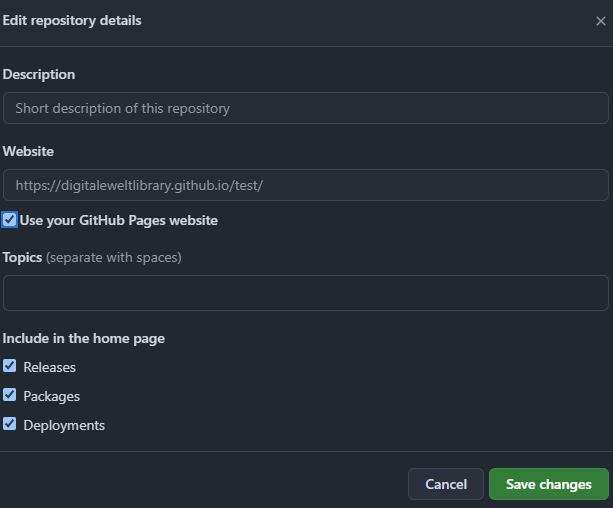 Edit repository details
Description
Short description of this repository
Website
https://digitaleweltlibrary.github.io/test/
Use your GitHub Pages website
Topics (separate with spaces)
Include in the home page
Releases
Packages
Deployments
Cancel Save changes